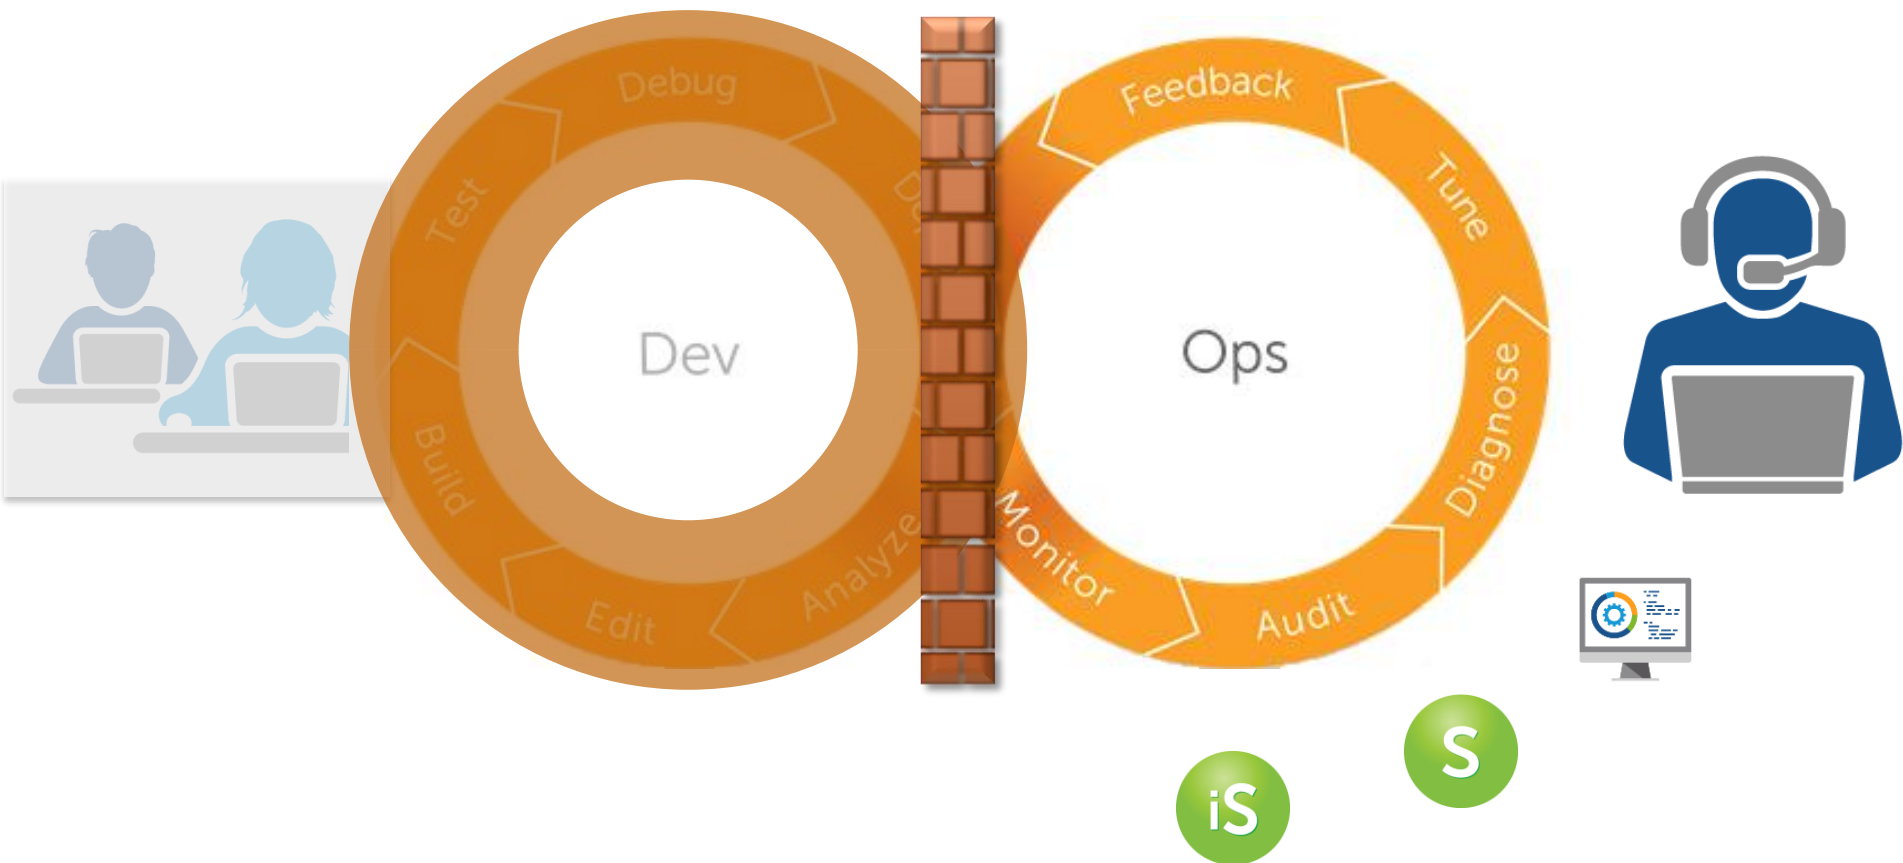 Debug
Test
Dev
Build
Edit
Analyze
Feedback
Tune
Ops
Diagnose
Monitor
Audit
S
iS